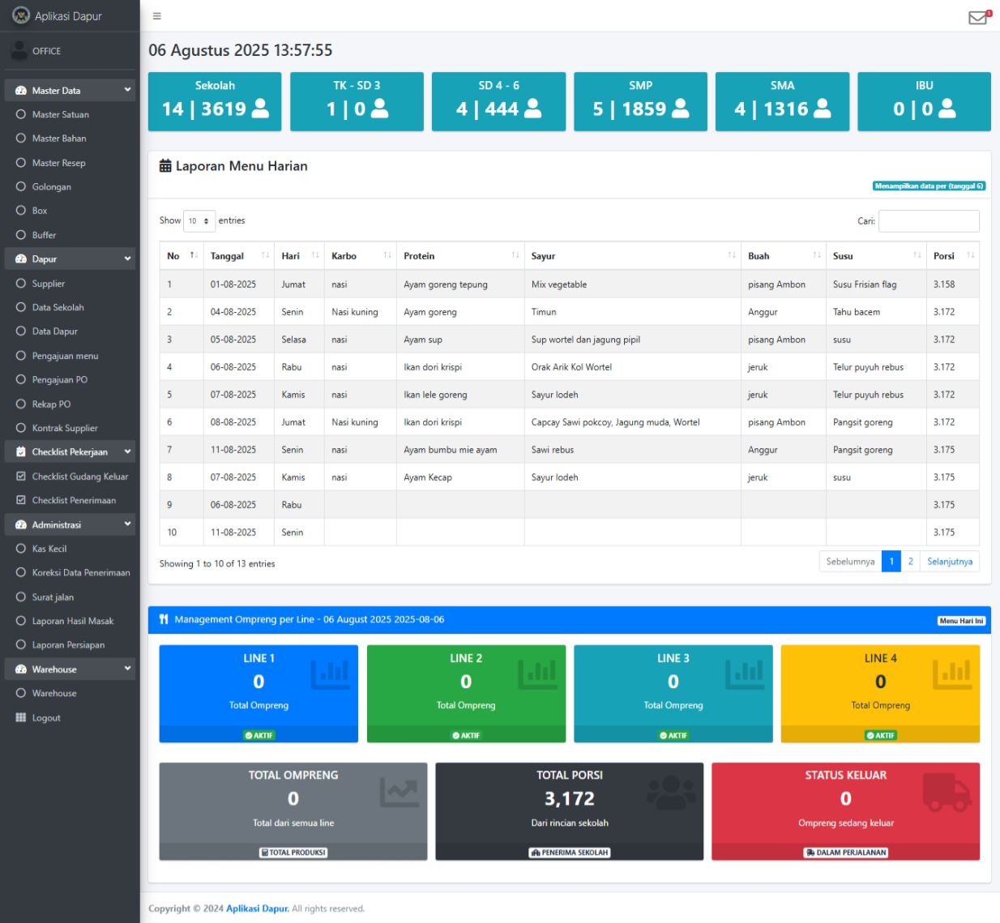 Aplikasi Dapur
OFFICE
Master Data
Master Satuan
Master Bahan
Master Resep
Golongan
Box
Buffer
Dapur
Supplier
Data Sekolah
Data Dapur
Pengajuan menu
Pengajuan PO
Rekap PO
Kontrak Supplier
Checklist Pekerjaan
Checklist Gudang Keluar
Checklist Penerimaan
Administrasi
Kas Kecil
Koreksi Data Penerimaan
Surat jalan
Laporan Hasil Masak
Laporan Persiapan
Warehouse
Warehouse
Logout
06 Agustus 2025 13:57:55
Sekolah
14 | 3619
TK - SD 3
1 | 0
SD 4 - 6
4 | 444
SMP
5 | 1859
SMA
4 | 1316
IBU
0 | 0
Laporan Menu Harian
Menampilkan data per (tanggal 6)
Show 10 entries Cari:
No Tanggal Hari Karbo Protein Sayur Buah Susu Porsi
1 01-08-2025 Jumat nasi Ayam goreng tepung Mix vegetable pisang Ambon Susu Frisian flag 3.158
2 04-08-2025 Senin Nasi kuning Ayam goreng Timun Anggur Tahu bacem 3.172
3 05-08-2025 Selasa nasi Ayam sup Sup wortel dan jagung pipil pisang Ambon susu 3.172
4 06-08-2025 Rabu nasi Ikan dori krispi Orak Arik Kol Wortel jeruk Telur puyuh rebus 3.172
5 07-08-2025 Kamis nasi Ikan lele goreng Sayur lodeh jeruk Telur puyuh rebus 3.172
6 08-08-2025 Jumat Nasi kuning Ikan dori krispi Capcay Sawi pokcoy, Jagung muda, Wortel pisang Ambon Pangsit goreng 3.172
7 11-08-2025 Senin nasi Ayam bumbu mie ayam Sawi rebus Anggur Pangsit goreng 3.175
8 07-08-2025 Kamis nasi Ayam Kecap Sayur lodeh jeruk susu 3.175
9 06-08-2025 Rabu 3.175
10 11-08-2025 Senin 3.175
Showing 1 to 10 of 13 entries Sebelumnya 1 2 Selanjutnya
Management Ompreng per Line - 06 August 2025 2025-08-06 Menu Hari Ini
LINE 1
0
Total Ompreng
AKTIF
LINE 2
0
Total Ompreng
AKTIF
LINE 3
0
Total Ompreng
AKTIF
LINE 4
0
Total Ompreng
AKTIF
TOTAL OMPRENG
0
Total dari semua line
TOTAL PRODUKSI
TOTAL PORSI
3,172
Dari rincian sekolah
PENERIMA SEKOLAH
STATUS KELUAR
0
Ompreng sedang keluar
DALAM PERJALANAN
Copyright © 2024 Aplikasi Dapur. All rights reserved.